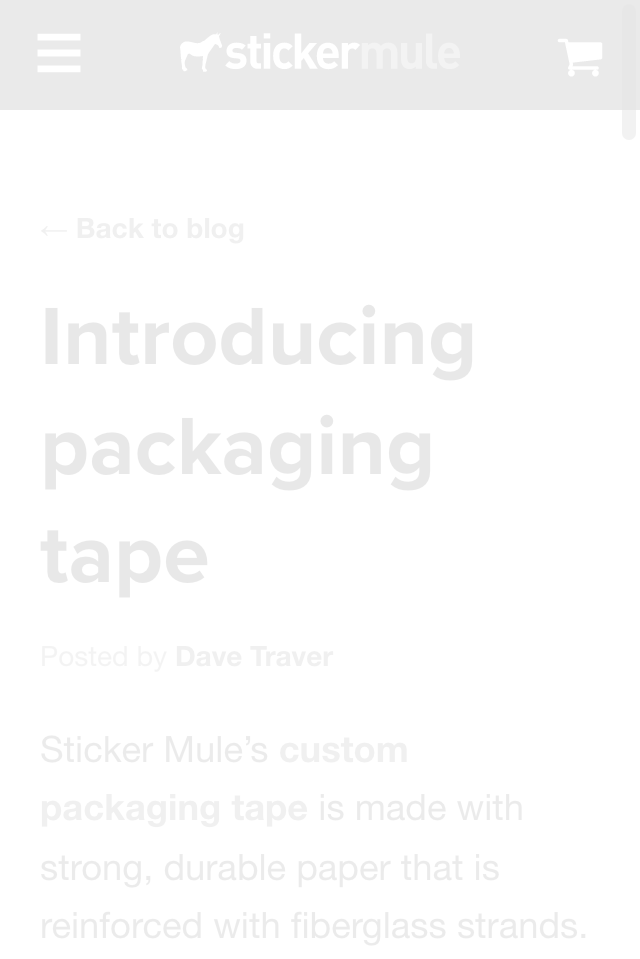 stickermule
← Back to blog
Introducing
packaging
tape
Posted by Dave Traver
Sticker Mule’s custom
packaging tape is made with
strong, durable paper that is
reinforced with fiberglass strands.